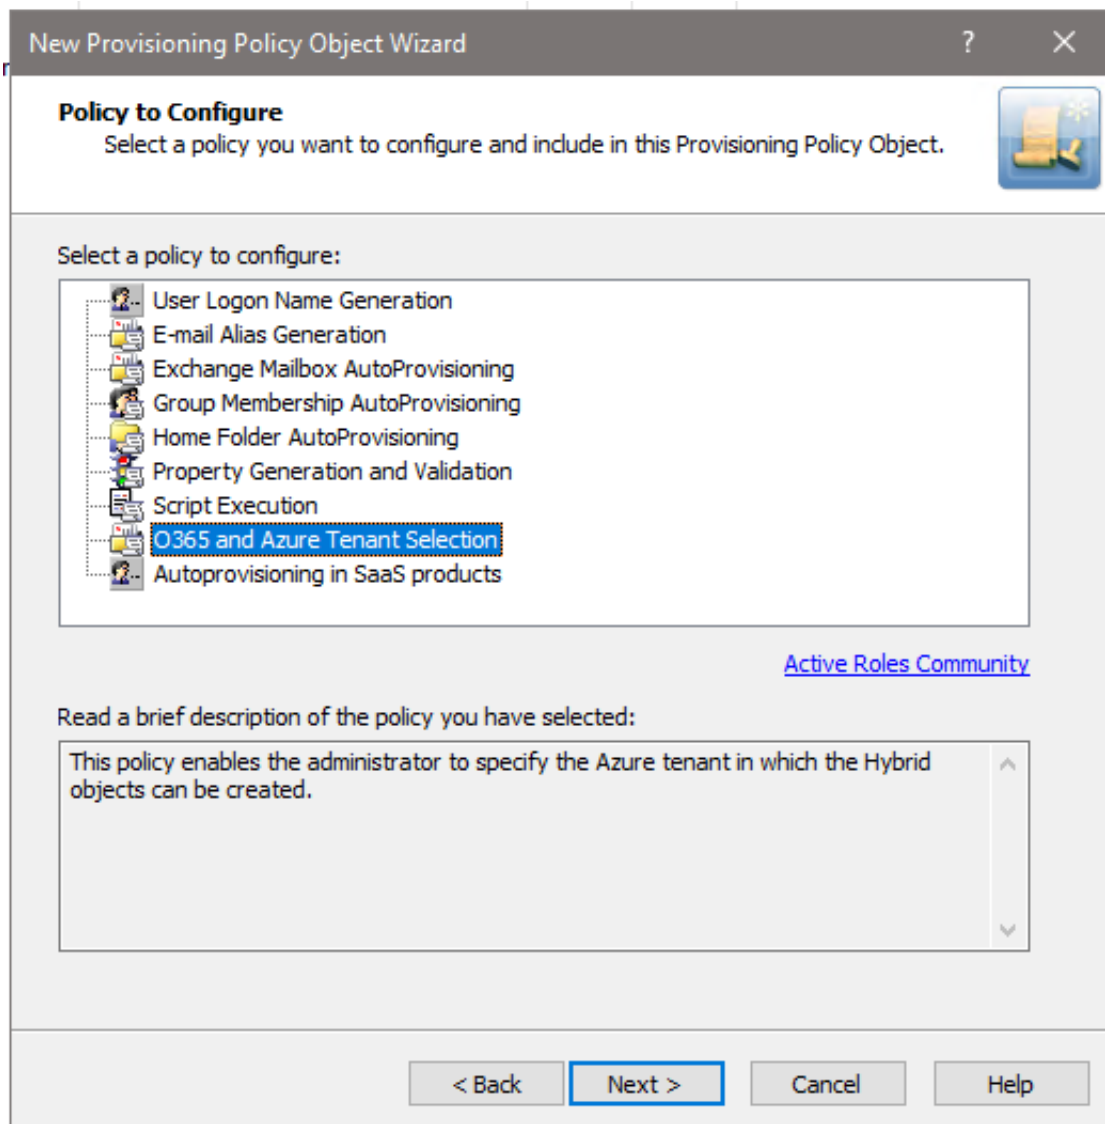 New Provisioning Policy Object Wizard
?
Policy to Configure
Select a policy you want to configure and include in this Provisioning Policy Object.
Select a policy to configure:
User Logon Name Generation
E-mail Alias Generation
Exchange Mailbox AutoProvisioning
Group Membership AutoProvisioning
Home Folder AutoProvisioning
Property Generation and Validation
Script Execution
O365 and Azure Tenant Selection
Autoprovisioning in SaaS products
Active Roles Community
Read a brief description of the policy you have selected:
This policy enables the administrator to specify the Azure tenant in which the Hybrid
objects can be created.
< Back
Next >
Cancel
Help